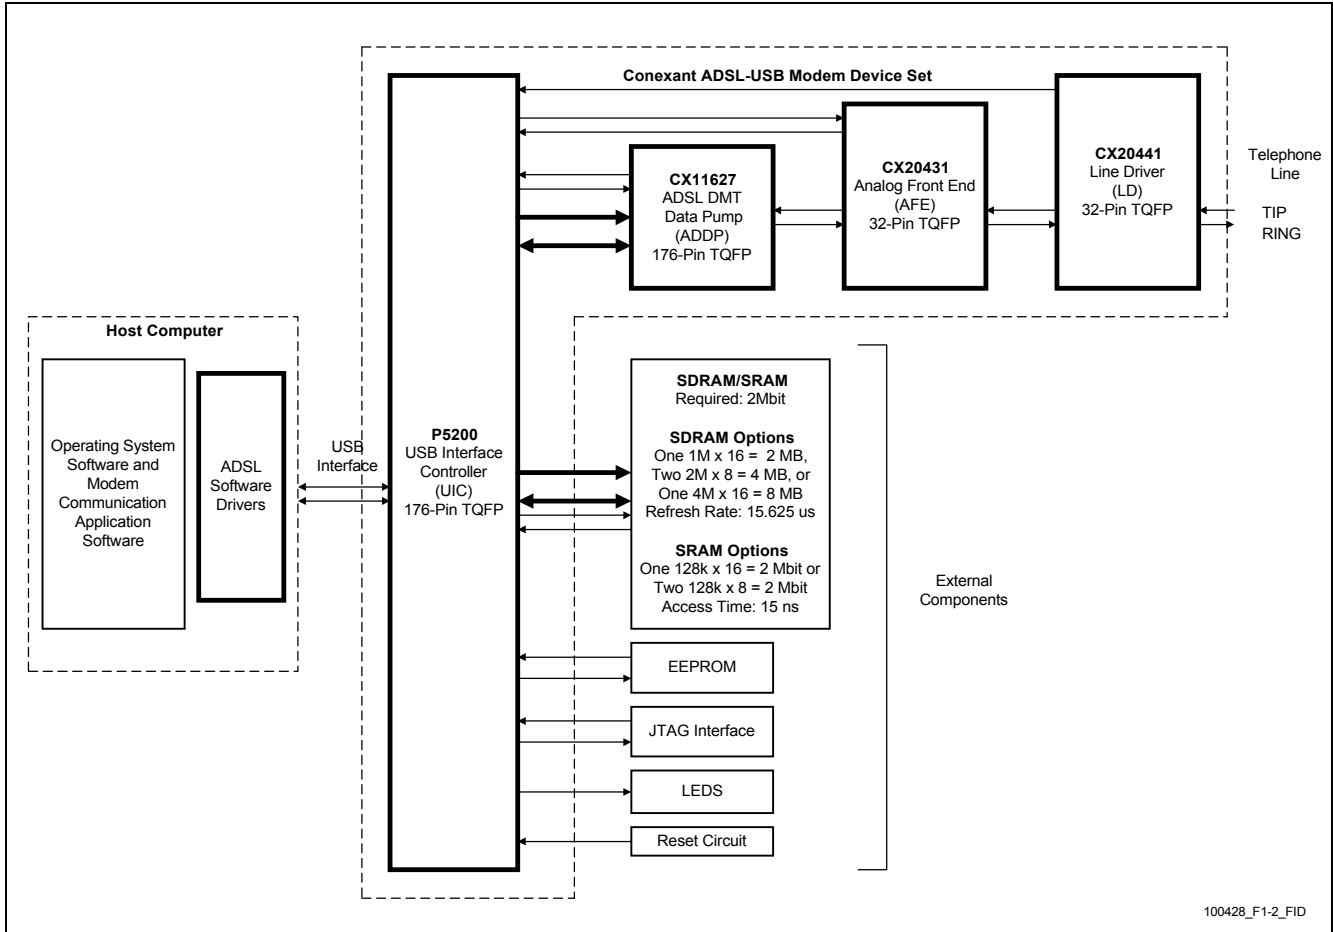 Conexant ADSL-USB Modem Device Set
CX11627
ADSL DMT
Data Pump
(ADDP)
176-Pin TQFP
CX20431
Analog Front End
(AFE)
32-Pin TQFP
CX20441
Line Driver
(LD)
32-Pin TQFP
Telephone
Line
TIP
RING
Host Computer
Operating System
Software and
Modem
Communication
Application
Software
ADSL
Software
Drivers
USB
Interface
P5200
USB Interface
Controller
(UIC)
176-Pin TQFP
SDRAM/SRAM
Required: 2Mbit
SDRAM Options
One 1M x 16 = 2 MB,
Two 2M x 8 = 4 MB, or
One 4M x 16 = 8 MB
Refresh Rate: 15.625 us
SRAM Options
One 128k x 16 = 2 Mbit or
Two 128k x 8 = 2 Mbit
Access Time: 15 ns
EEPROM
JTAG Interface
LEDS
Reset Circuit
External
Components
100428_F1-2_FID